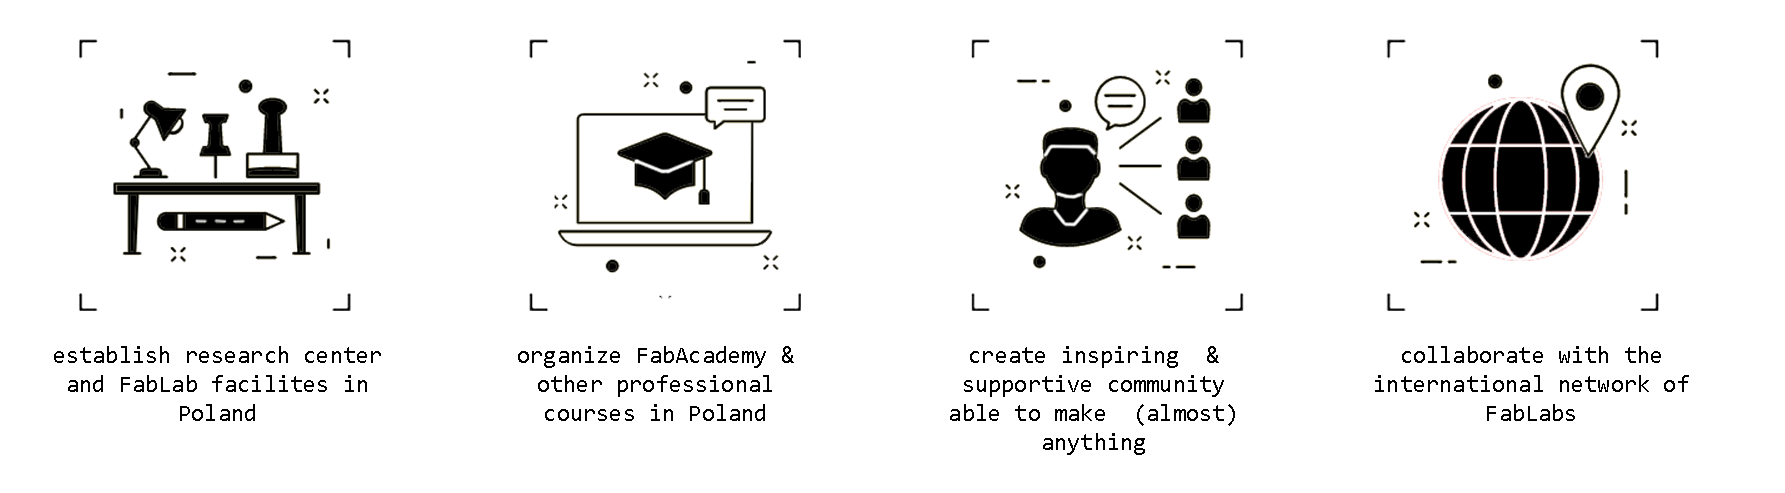 establish research center
and FabLab facilites in
Poland
organize FabAcademy &
other professional
courses in Poland
create inspiring  &
supportive community
able to make  (almost)
anything
collaborate with the
international network of
FabLabs